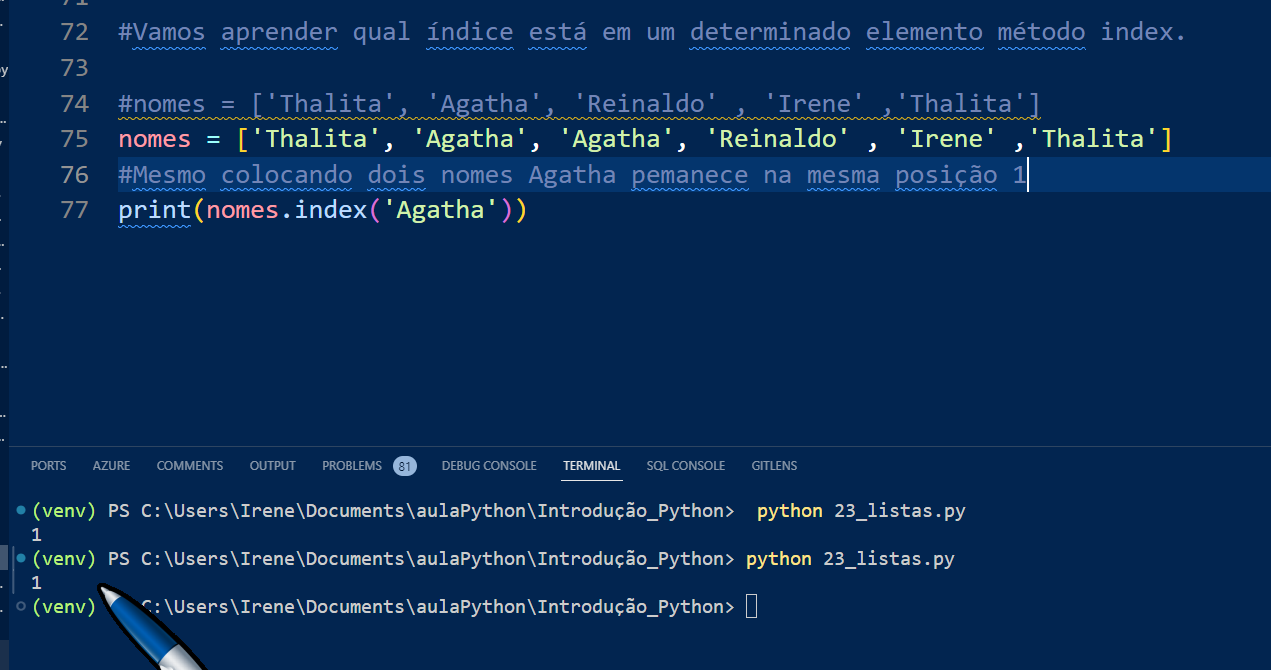 71
72 #Vamos aprender qual índice está em um determinado elemento método index.
73
74 #nomes = ['Thalita', 'Agatha', 'Reinaldo' , 'Irene' ,'Thalita']
75 nomes = ['Thalita', 'Agatha', 'Agatha', 'Reinaldo' , 'Irene' ,'Thalita']
76 #Mesmo colocando dois nomes Agatha pemanece na mesma posição 1
77 print(nomes.index('Agatha'))
PORTS AZURE COMMENTS OUTPUT PROBLEMS 81 DEBUG CONSOLE TERMINAL SQL CONSOLE GITLENS
(venv) PS C:\Users\Irene\Documents\aulaPython\Introdução_Python>  python 23_listas.py
1
(venv) PS C:\Users\Irene\Documents\aulaPython\Introdução_Python> python 23_listas.py
1
(venv) C:\Users\Irene\Documents\aulaPython\Introdução_Python>